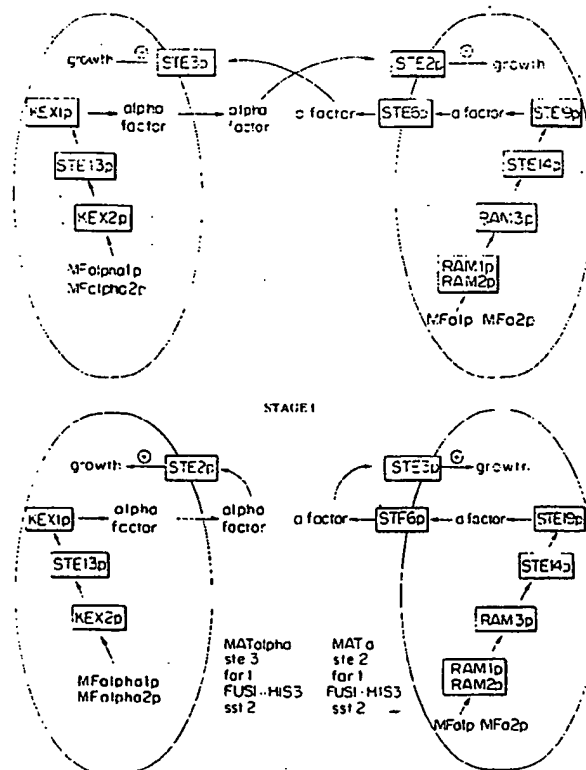 growth
⊕
STE3p
STE2p
⊕
growth
KEX1p
alpha
factor
alpha
factor
a factor
STE6p
a factor
STE9p
STE13p
STE14p
KEX2p
RAM3p
MFalpha1p
MFalpha2p
RAM1p
RAM2p
MFa1p MFa2p
STAGE 1
growth
⊕
STE2p
STE3p
⊕
growth
KEX1p
alpha
factor
alpha
factor
a factor
STE6p
a factor
STE19p
STE13p
STE14p
KEX2p
RAM3p
MFalpha1p
MFalpha2p
MATalpha
ste 3
far 1
FUS1-HIS3
sst 2
MATa
ste 2
far 1
FUS1-HIS3
sst 2
RAM1p
RAM2p
MFa1p MFa2p